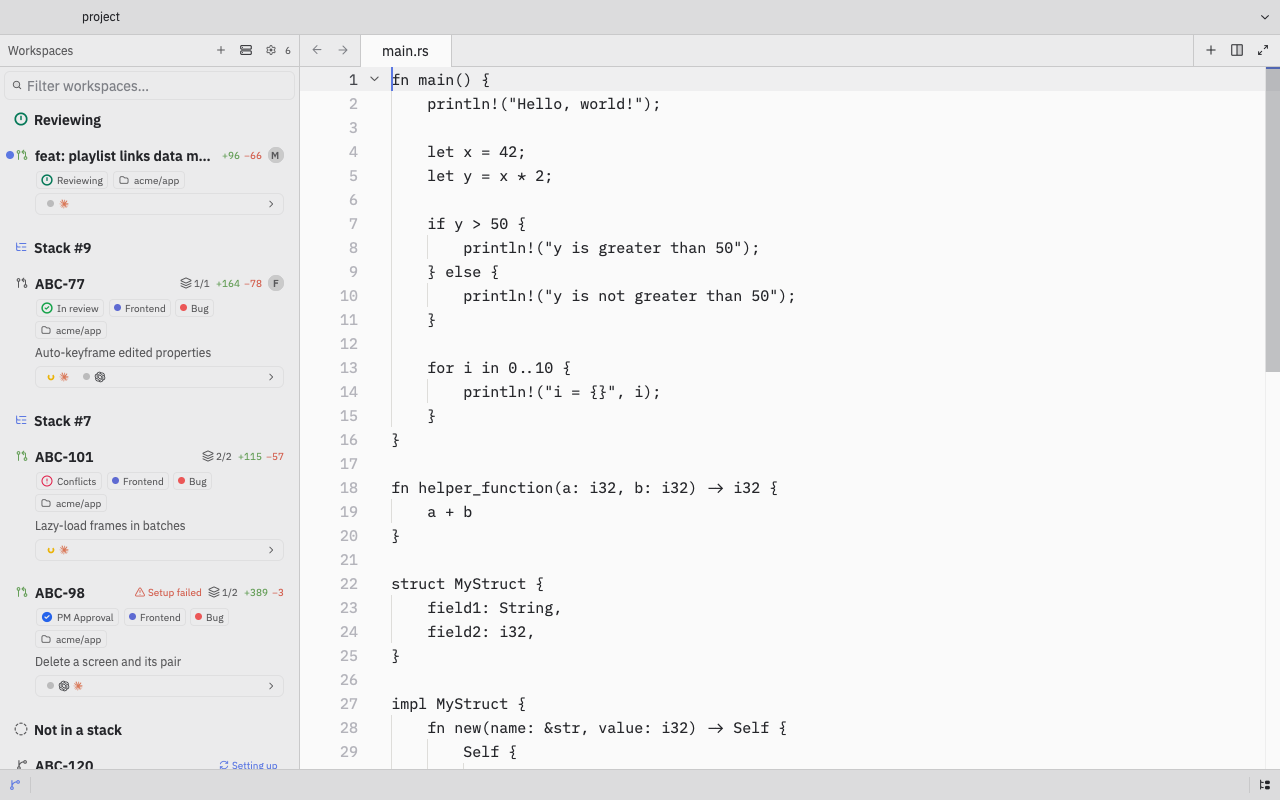 project
Workspaces
6
main.rs
Filter workspaces...
Reviewing
feat: playlist links data m... +96 −66 M
Reviewing acme/app
Stack #9
ABC-77 1/1 +164 −78 F
In review Frontend Bug
acme/app
Auto-keyframe edited properties
Stack #7
ABC-101 2/2 +115 −57
Conflicts Frontend Bug
acme/app
Lazy-load frames in batches
ABC-98 Setup failed 1/2 +389 −3
PM Approval Frontend Bug
acme/app
Delete a screen and its pair
Not in a stack
ABC-120 Setting up
1 fn main() {
2 println!("Hello, world!");
3
4 let x = 42;
5 let y = x * 2;
6
7 if y > 50 {
8 println!("y is greater than 50");
9 } else {
10 println!("y is not greater than 50");
11 }
12
13 for i in 0..10 {
14 println!("i = {}", i);
15 }
16 }
17
18 fn helper_function(a: i32, b: i32) -> i32 {
19 a + b
20 }
21
22 struct MyStruct {
23 field1: String,
24 field2: i32,
25 }
26
27 impl MyStruct {
28 fn new(name: &str, value: i32) -> Self {
29 Self {